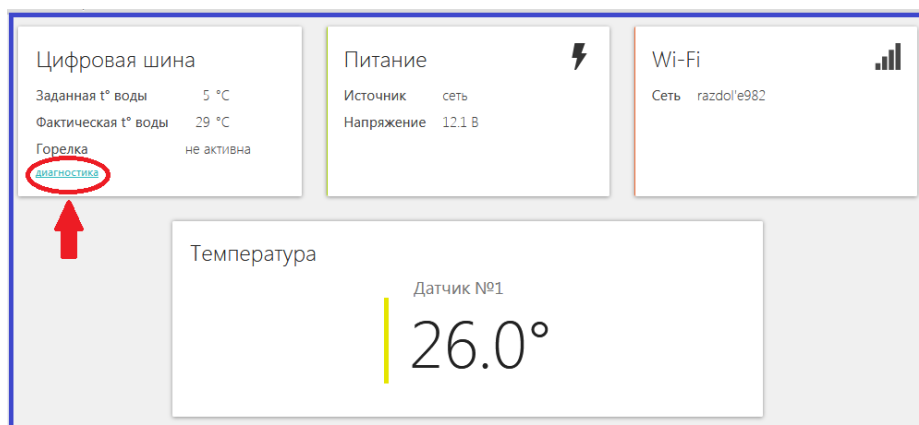 Цифровая шина
Заданная t° воды 5 °C
Фактическая t° воды 29 °C
Горелка не активна
диагностика
Питание
Источник сеть
Напряжение 12.1 В
Wi-Fi
Сеть razdol'e982
Температура
Датчик №1
26.0°